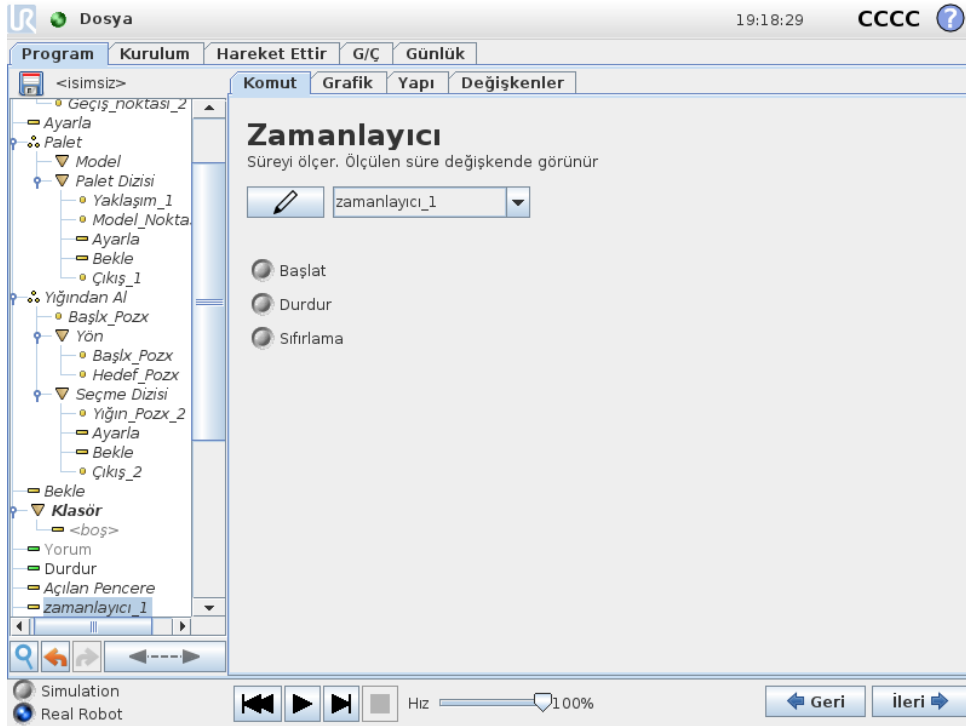 UR Dosya 19:18:29 CCCC ?
Program Kurulum Hareket Ettir G/Ç Günlük
<isimsiz>
Komut Grafik Yapı Değişkenler
Geçiş_noktası_2
Ayarla
Palet
Model
Palet Dizisi
Yaklaşım_1
Model_Nokta
Ayarla
Bekle
Çıkış_1
Yığından Al
Başlx_Pozx
Yön
Başlx_Pozx
Hedef_Pozx
Seçme Dizisi
Yığın_Pozx_2
Ayarla
Bekle
Çıkış_2
Bekle
Klasör
<boş>
Yorum
Durdur
Açılan Pencere
zamanlayıcı_1
Zamanlayıcı
Süreyi ölçer. Ölçülen süre değişkende görünür
zamanlayıcı_1
Başlat
Durdur
Sıfırlama
Simulation
Real Robot
Hız 100%
Geri İleri